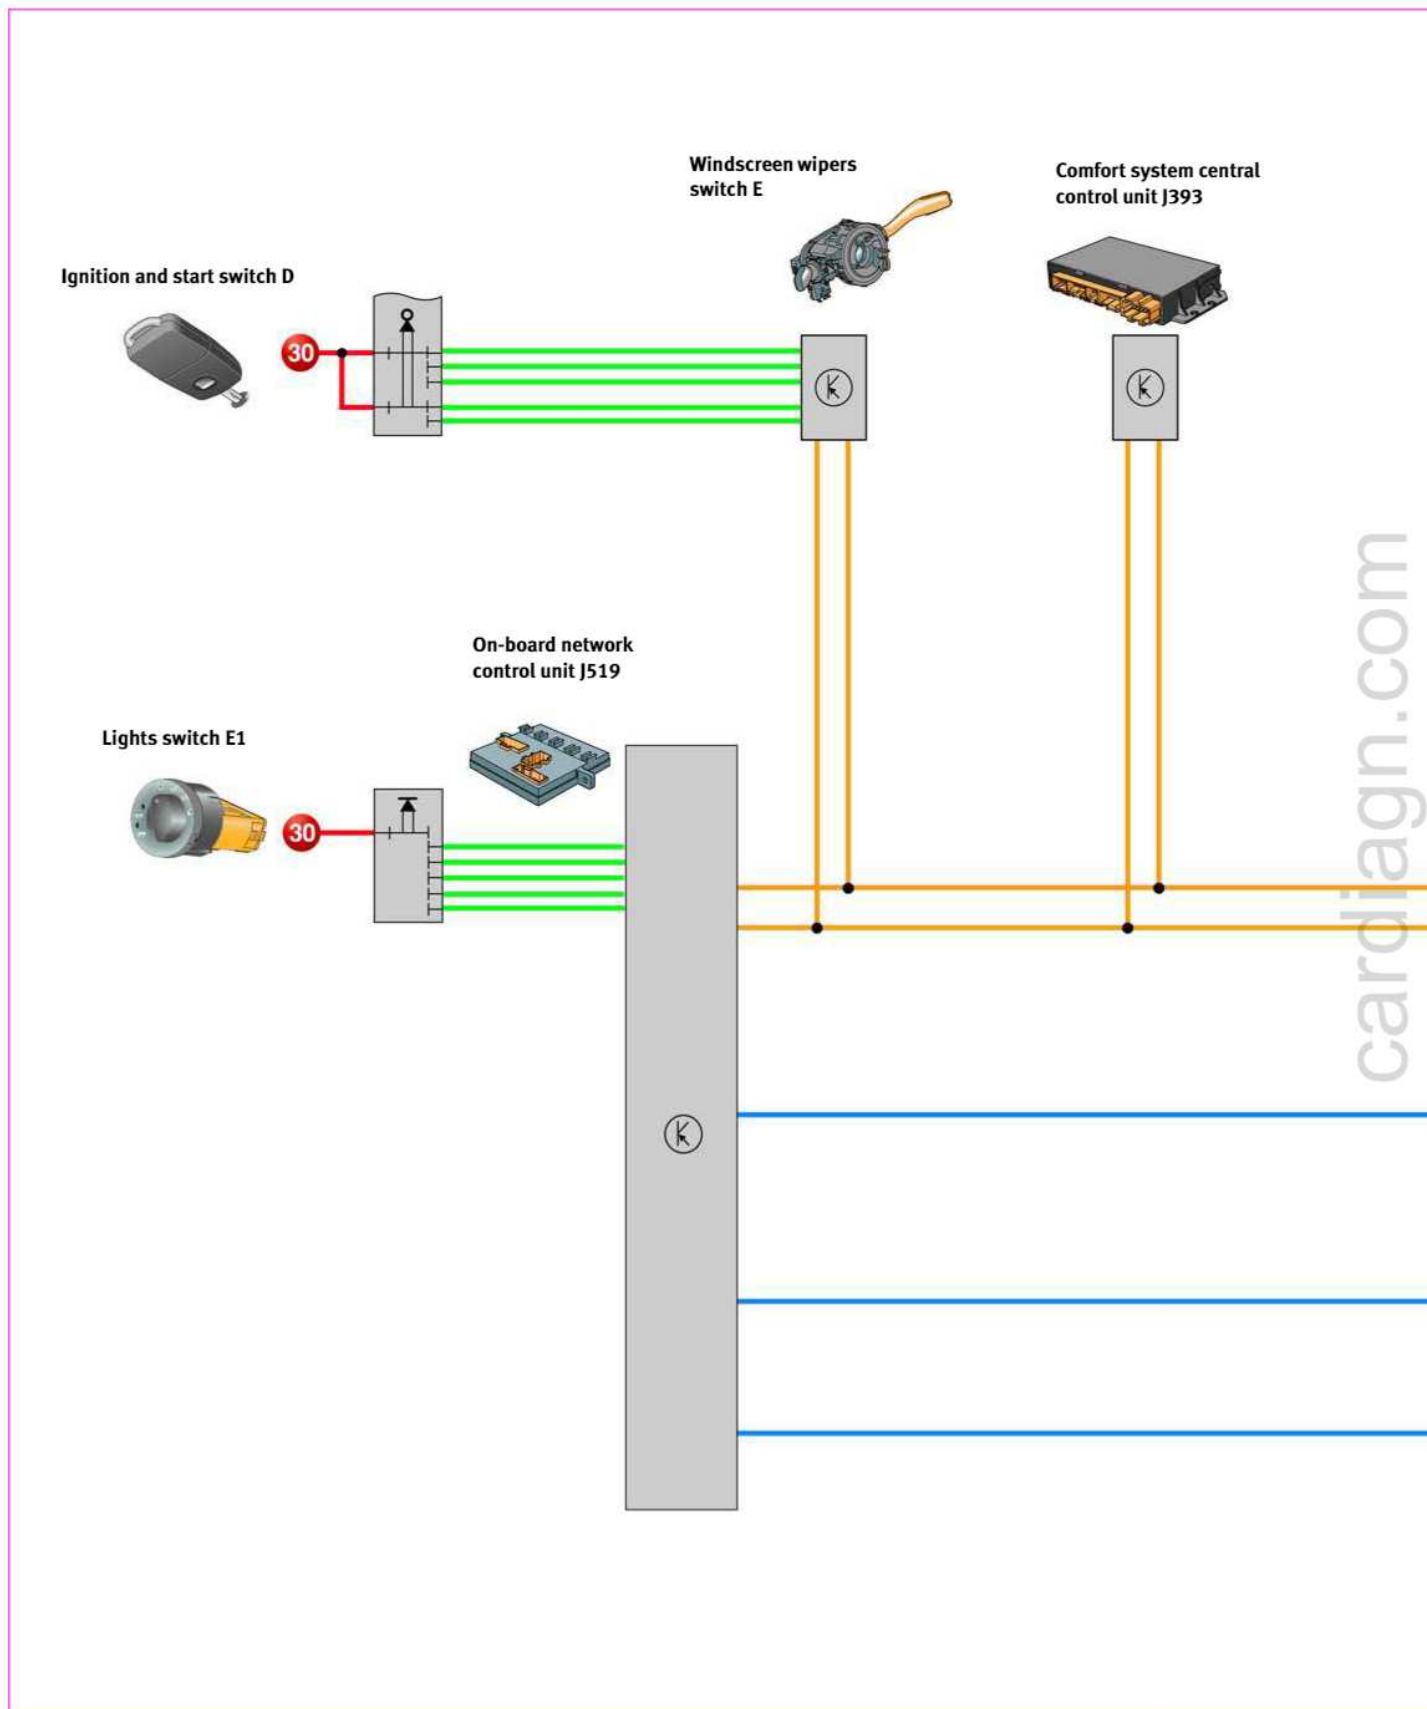 Windscreen wipers
switch E
Comfort system central
control unit J393
Ignition and start switch D
30
On-board network
control unit J519
Lights switch E1
30
cardiagn.com